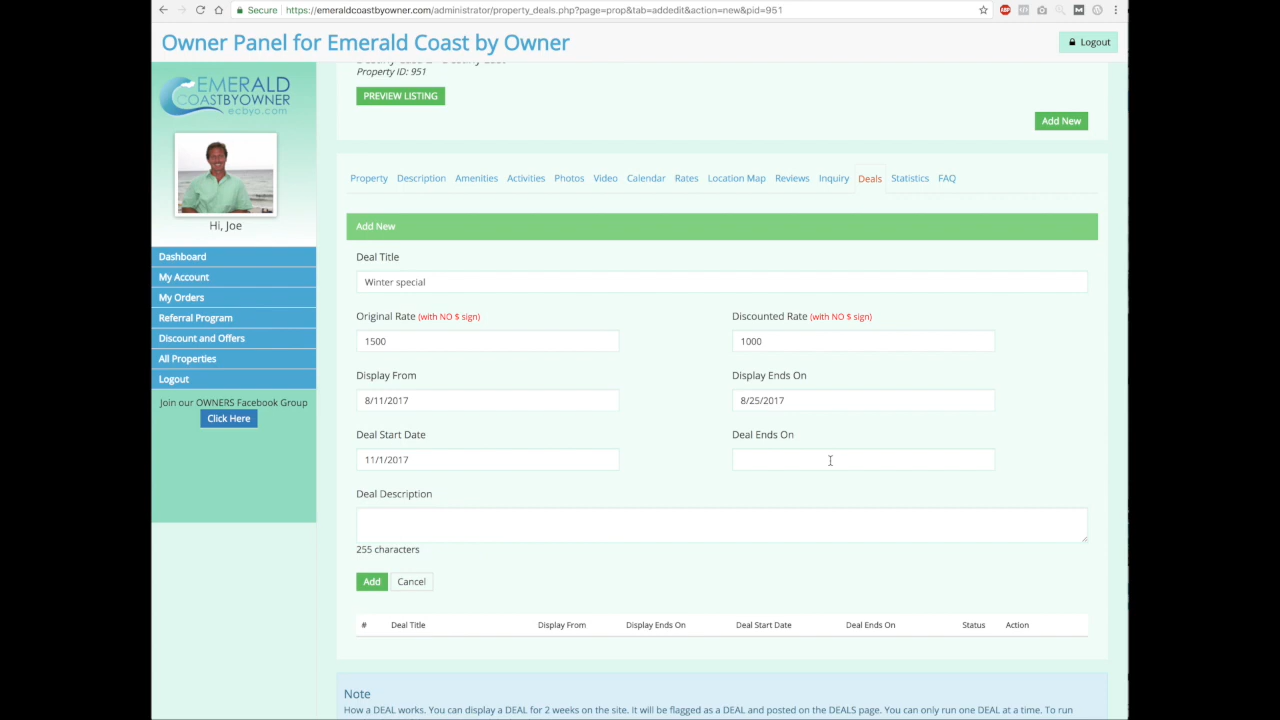 Secure https://emeraldcoastbyowner.com/administrator/property_deals.php?page=prop&tab=addedit&action=new&pid=951
Owner Panel for Emerald Coast by Owner
Logout
EMERALD
COASTBYOWNER
ecbyo.com
Hi, Joe
Dashboard
My Account
My Orders
Referral Program
Discount and Offers
All Properties
Logout
Join our OWNERS Facebook Group
Click Here
Property ID: 951
PREVIEW LISTING
Add New
Property Description Amenities Activities Photos Video Calendar Rates Location Map Reviews Inquiry Deals Statistics FAQ
Add New
Deal Title
Winter special
Original Rate (with NO $ sign) Discounted Rate (with NO $ sign)
1500 1000
Display From Display Ends On
8/11/2017 8/25/2017
Deal Start Date Deal Ends On
11/1/2017
Deal Description
255 characters
Add Cancel
# Deal Title Display From Display Ends On Deal Start Date Deal Ends On Status Action
Note
How a DEAL works. You can display a DEAL for 2 weeks on the site. It will be flagged as a DEAL and posted on the DEALS page. You can only run one DEAL at a time. To run